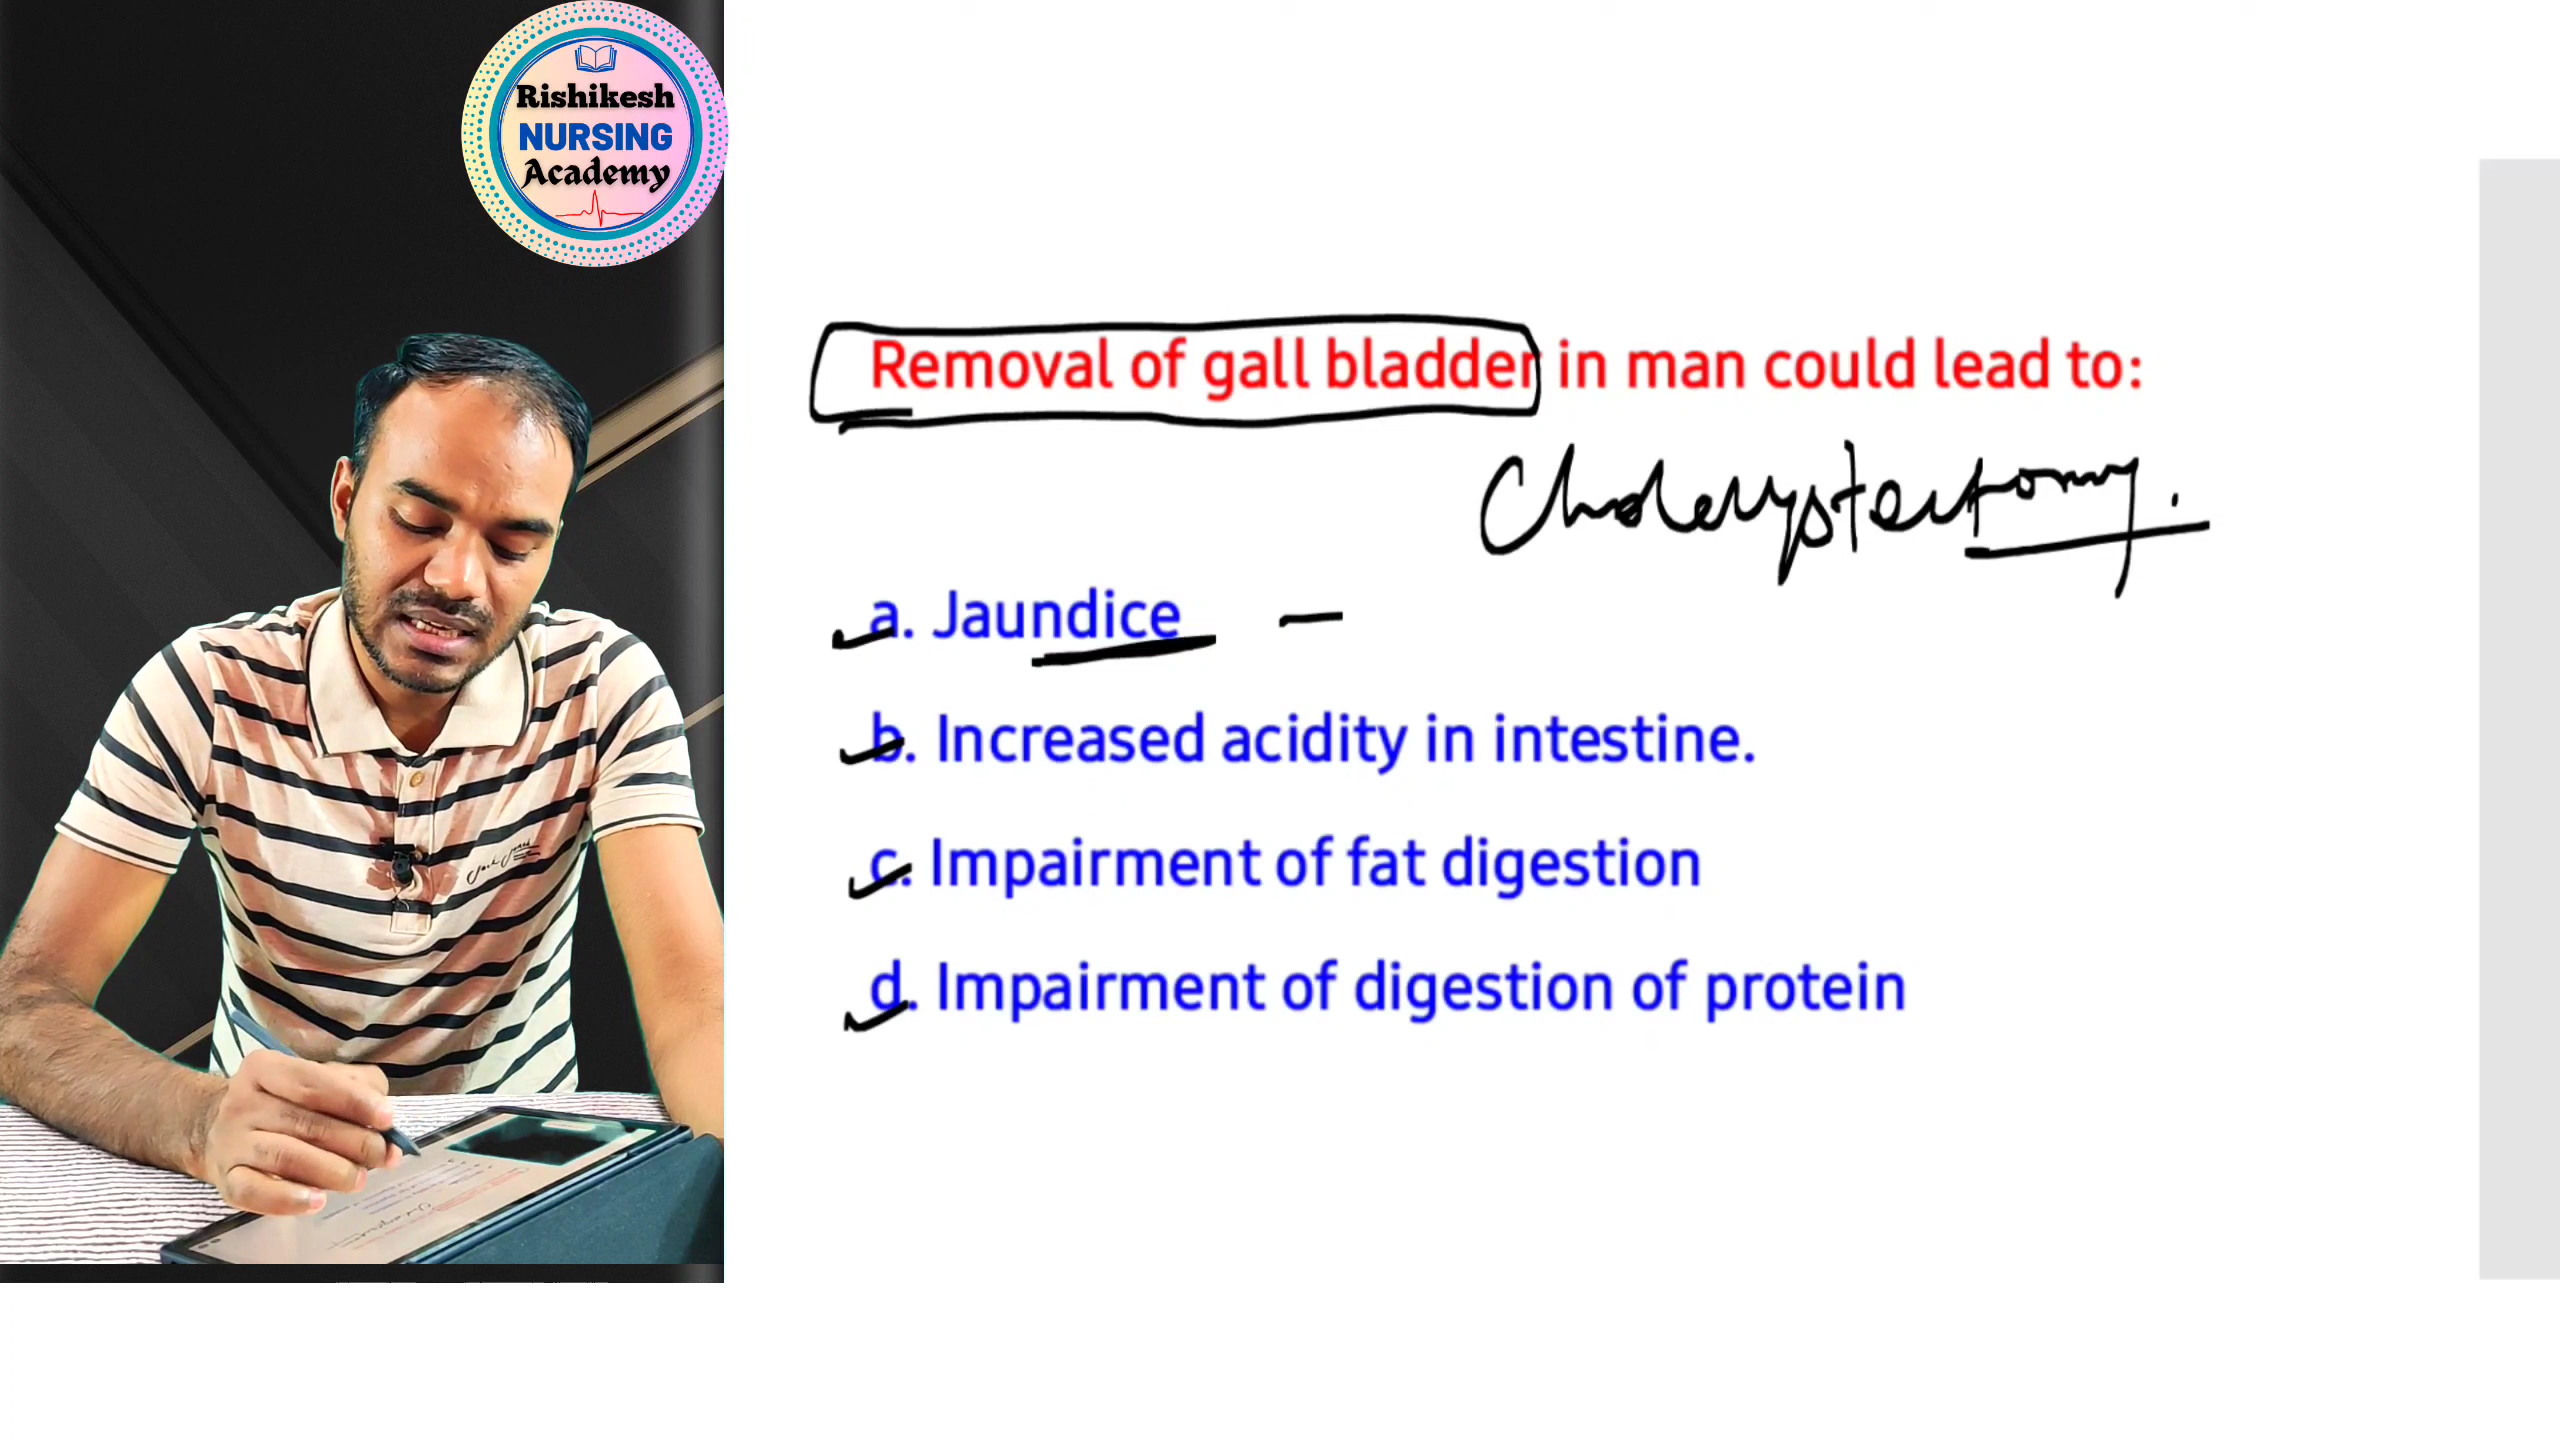 Rishikesh
NURSING
Academy
Removal of gall bladder in man could lead to:
Cholecystectomy.
a. Jaundice –
b. Increased acidity in intestine.
c. Impairment of fat digestion
d. Impairment of digestion of protein